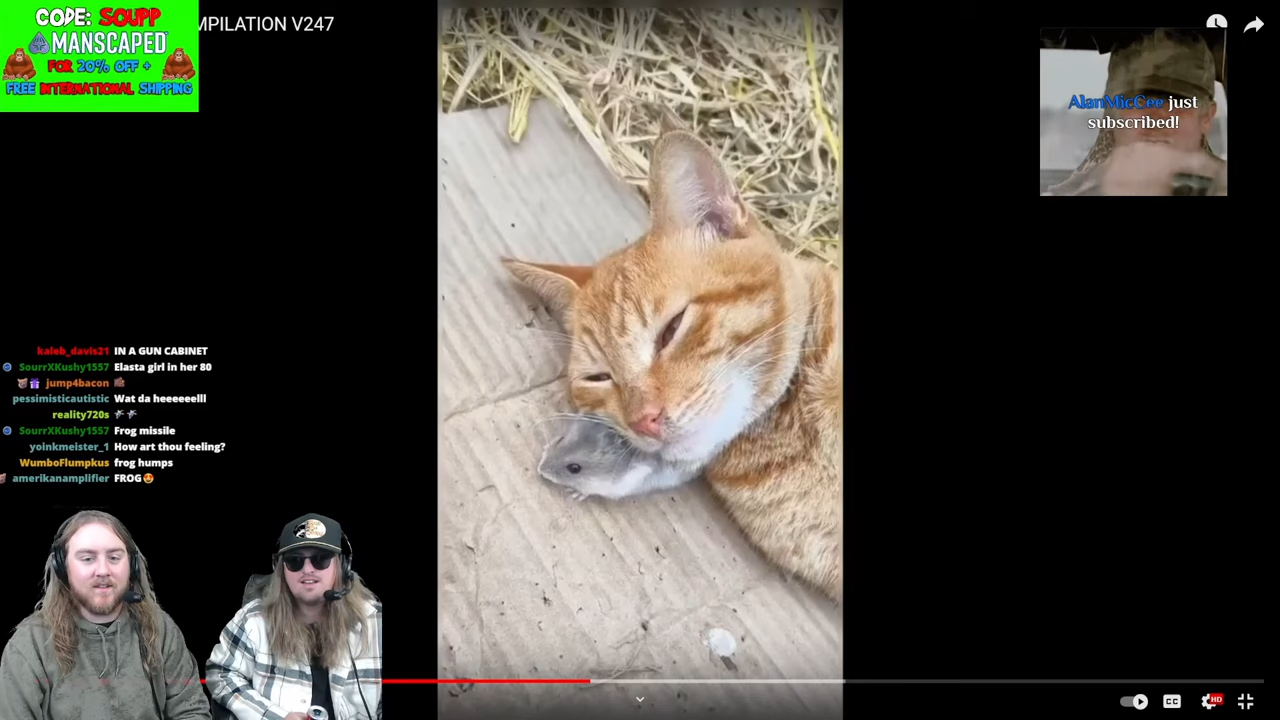 CODE: SOUPP
MANSCAPED
FOR 20% OFF +
FREE INTERNATIONAL SHIPPING
MPILATION V247
AlanMicCee just
subscribed!
kaleb_davis21 IN A GUN CABINET
SourrXKushy1557 Elasta girl in her 80
jump4bacon
pessimisticautistic Wat da heeeeeelll
reality720s
SourrXKushy1557 Frog missile
yoinkmeister_1 How art thou feeling?
WumboFlumpkus frog humps
amerikanamplifier FROG😍
CC
HD